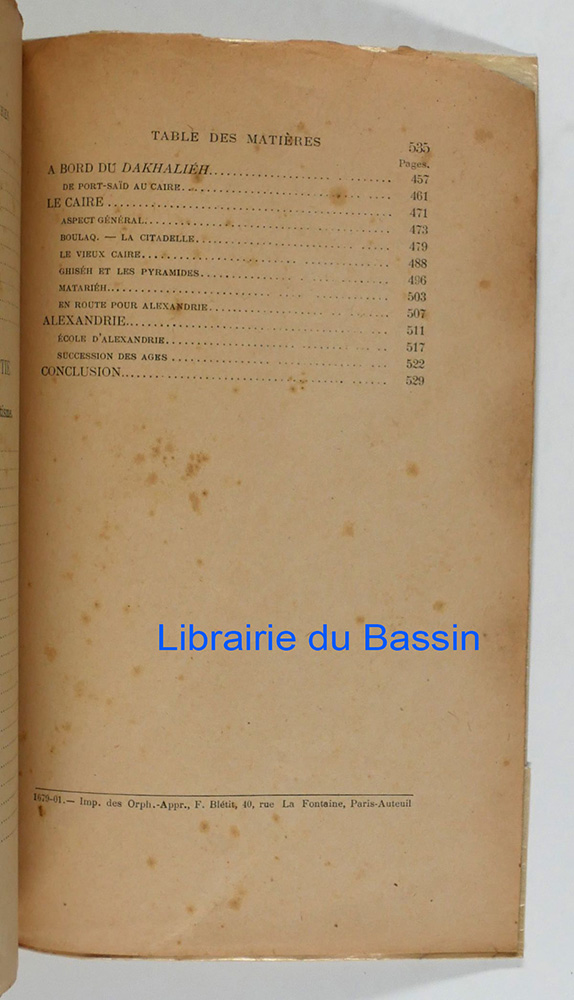 TABLE DES MATIÈRES 535
Pages.
A BORD DU DAKHALIÉH 457
DE PORT-SAÏD AU CAIRE 461
LE CAIRE 471
ASPECT GÉNÉRAL 473
BOULAQ. — LA CITADELLE 479
LE VIEUX CAIRE 488
GHISÉH ET LES PYRAMIDES 496
MATARIÉH 503
EN ROUTE POUR ALEXANDRIE 507
ALEXANDRIE 511
ÉCOLE D'ALEXANDRIE 517
SUCCESSION DES AGES 522
CONCLUSION 529
Librairie du Bassin
1679-01.— Imp. des Orph.-Appr., F. Blétit, 40, rue La Fontaine, Paris-Auteuil